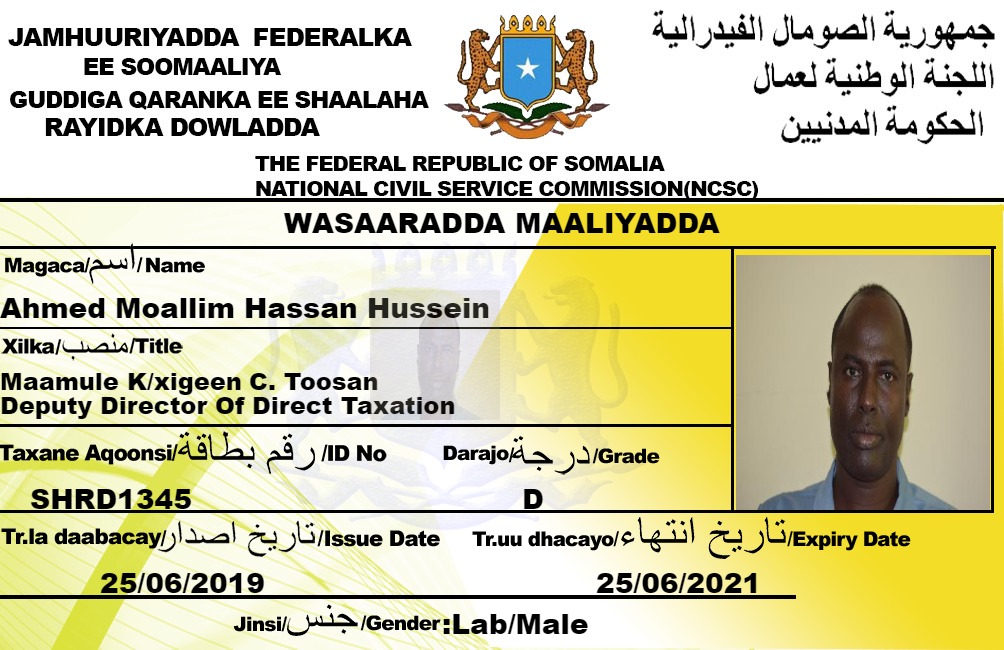 JAMHUURIYADDA FEDERALKA
EE SOOMAALIYA
GUDDIGA QARANKA EE SHAALAHA
RAYIDKA DOWLADDA
جمهورية الصومال الفيدرالية
اللجنة الوطنية لعمال
الحكومة المدنيين
THE FEDERAL REPUBLIC OF SOMALIA
NATIONAL CIVIL SERVICE COMMISSION(NCSC)
WASAARADDA MAALIYADDA
Magaca/اسم/Name
Ahmed Moallim Hassan Hussein
Xilka/منصب/Title
Maamule K/xigeen C. Toosan
Deputy Director Of Direct Taxation
Taxane Aqoonsi/رقم بطاقة/ID No
Darajo/درجة/Grade
SHRD1345
D
Tr.la daabacay/تاريخ اصدار/Issue Date
Tr.uu dhacayo/تاريخ انتهاء/Expiry Date
25/06/2019
25/06/2021
Jinsi/جنس/Gender:Lab/Male